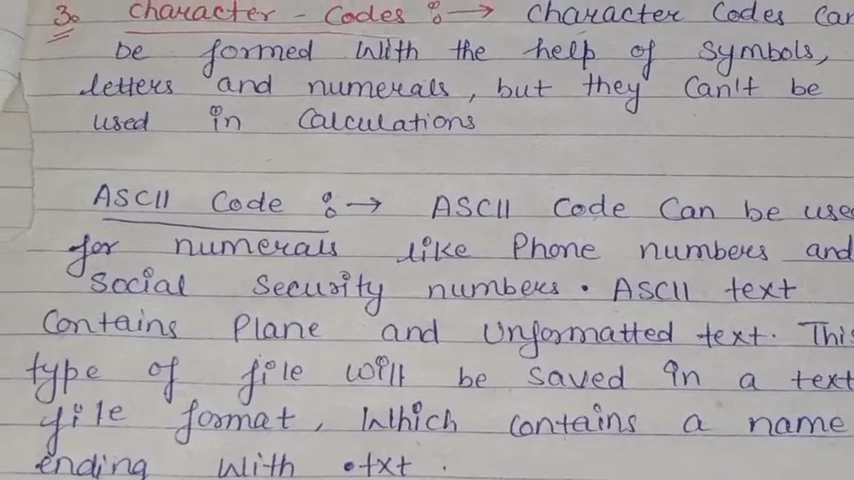 3. Character - Codes :→ Character Codes Can
be formed with the help of symbols,
letters and numerals, but they Can't be
used in Calculations
ASCII Code :→ ASCII Code Can be used
for numerals like Phone numbers and
Social Security numbers. ASCII text
Contains Plane and Unformatted text. This
type of file will be saved in a text
file format, Which contains a name
ending with .txt.